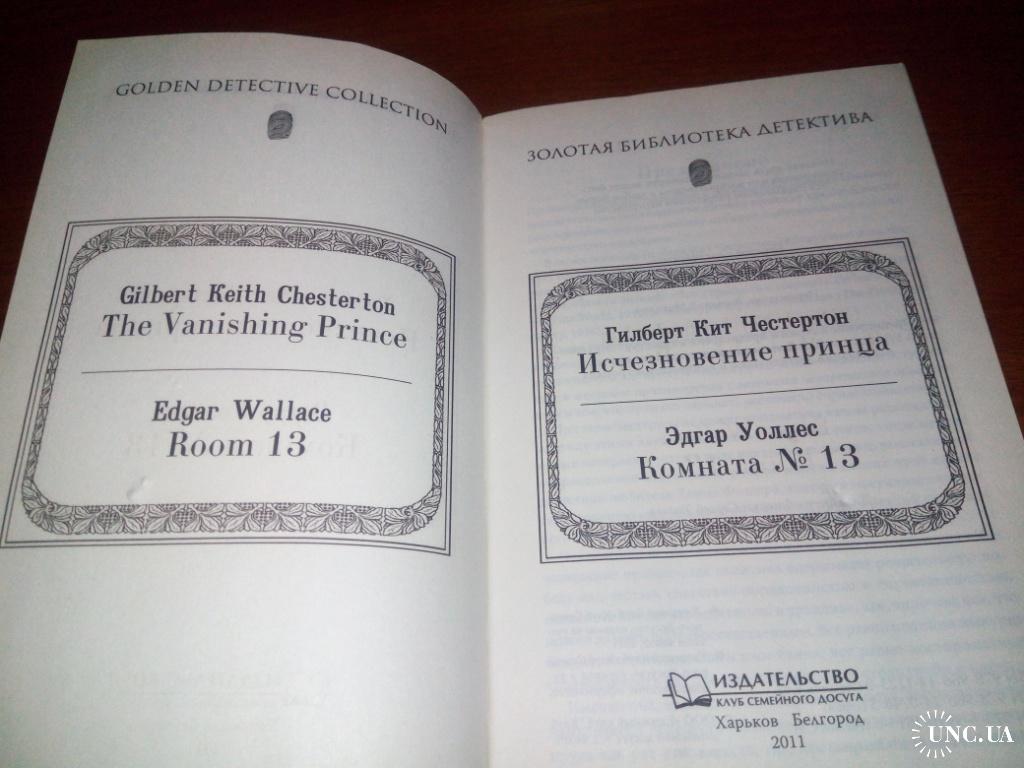 GOLDEN DETECTIVE COLLECTION
Gilbert Keith Chesterton
The Vanishing Prince
Edgar Wallace
Room 13
ЗОЛОТАЯ БИБЛИОТЕКА ДЕТЕКТИВА
Гилберт Кит Честертон
Исчезновение принца
Эдгар Уоллес
Комната № 13
ИЗДАТЕЛЬСТВО
КЛУБ СЕМЕЙНОГО ДОСУГА
Харьков Белгород
2011
UNC.UA